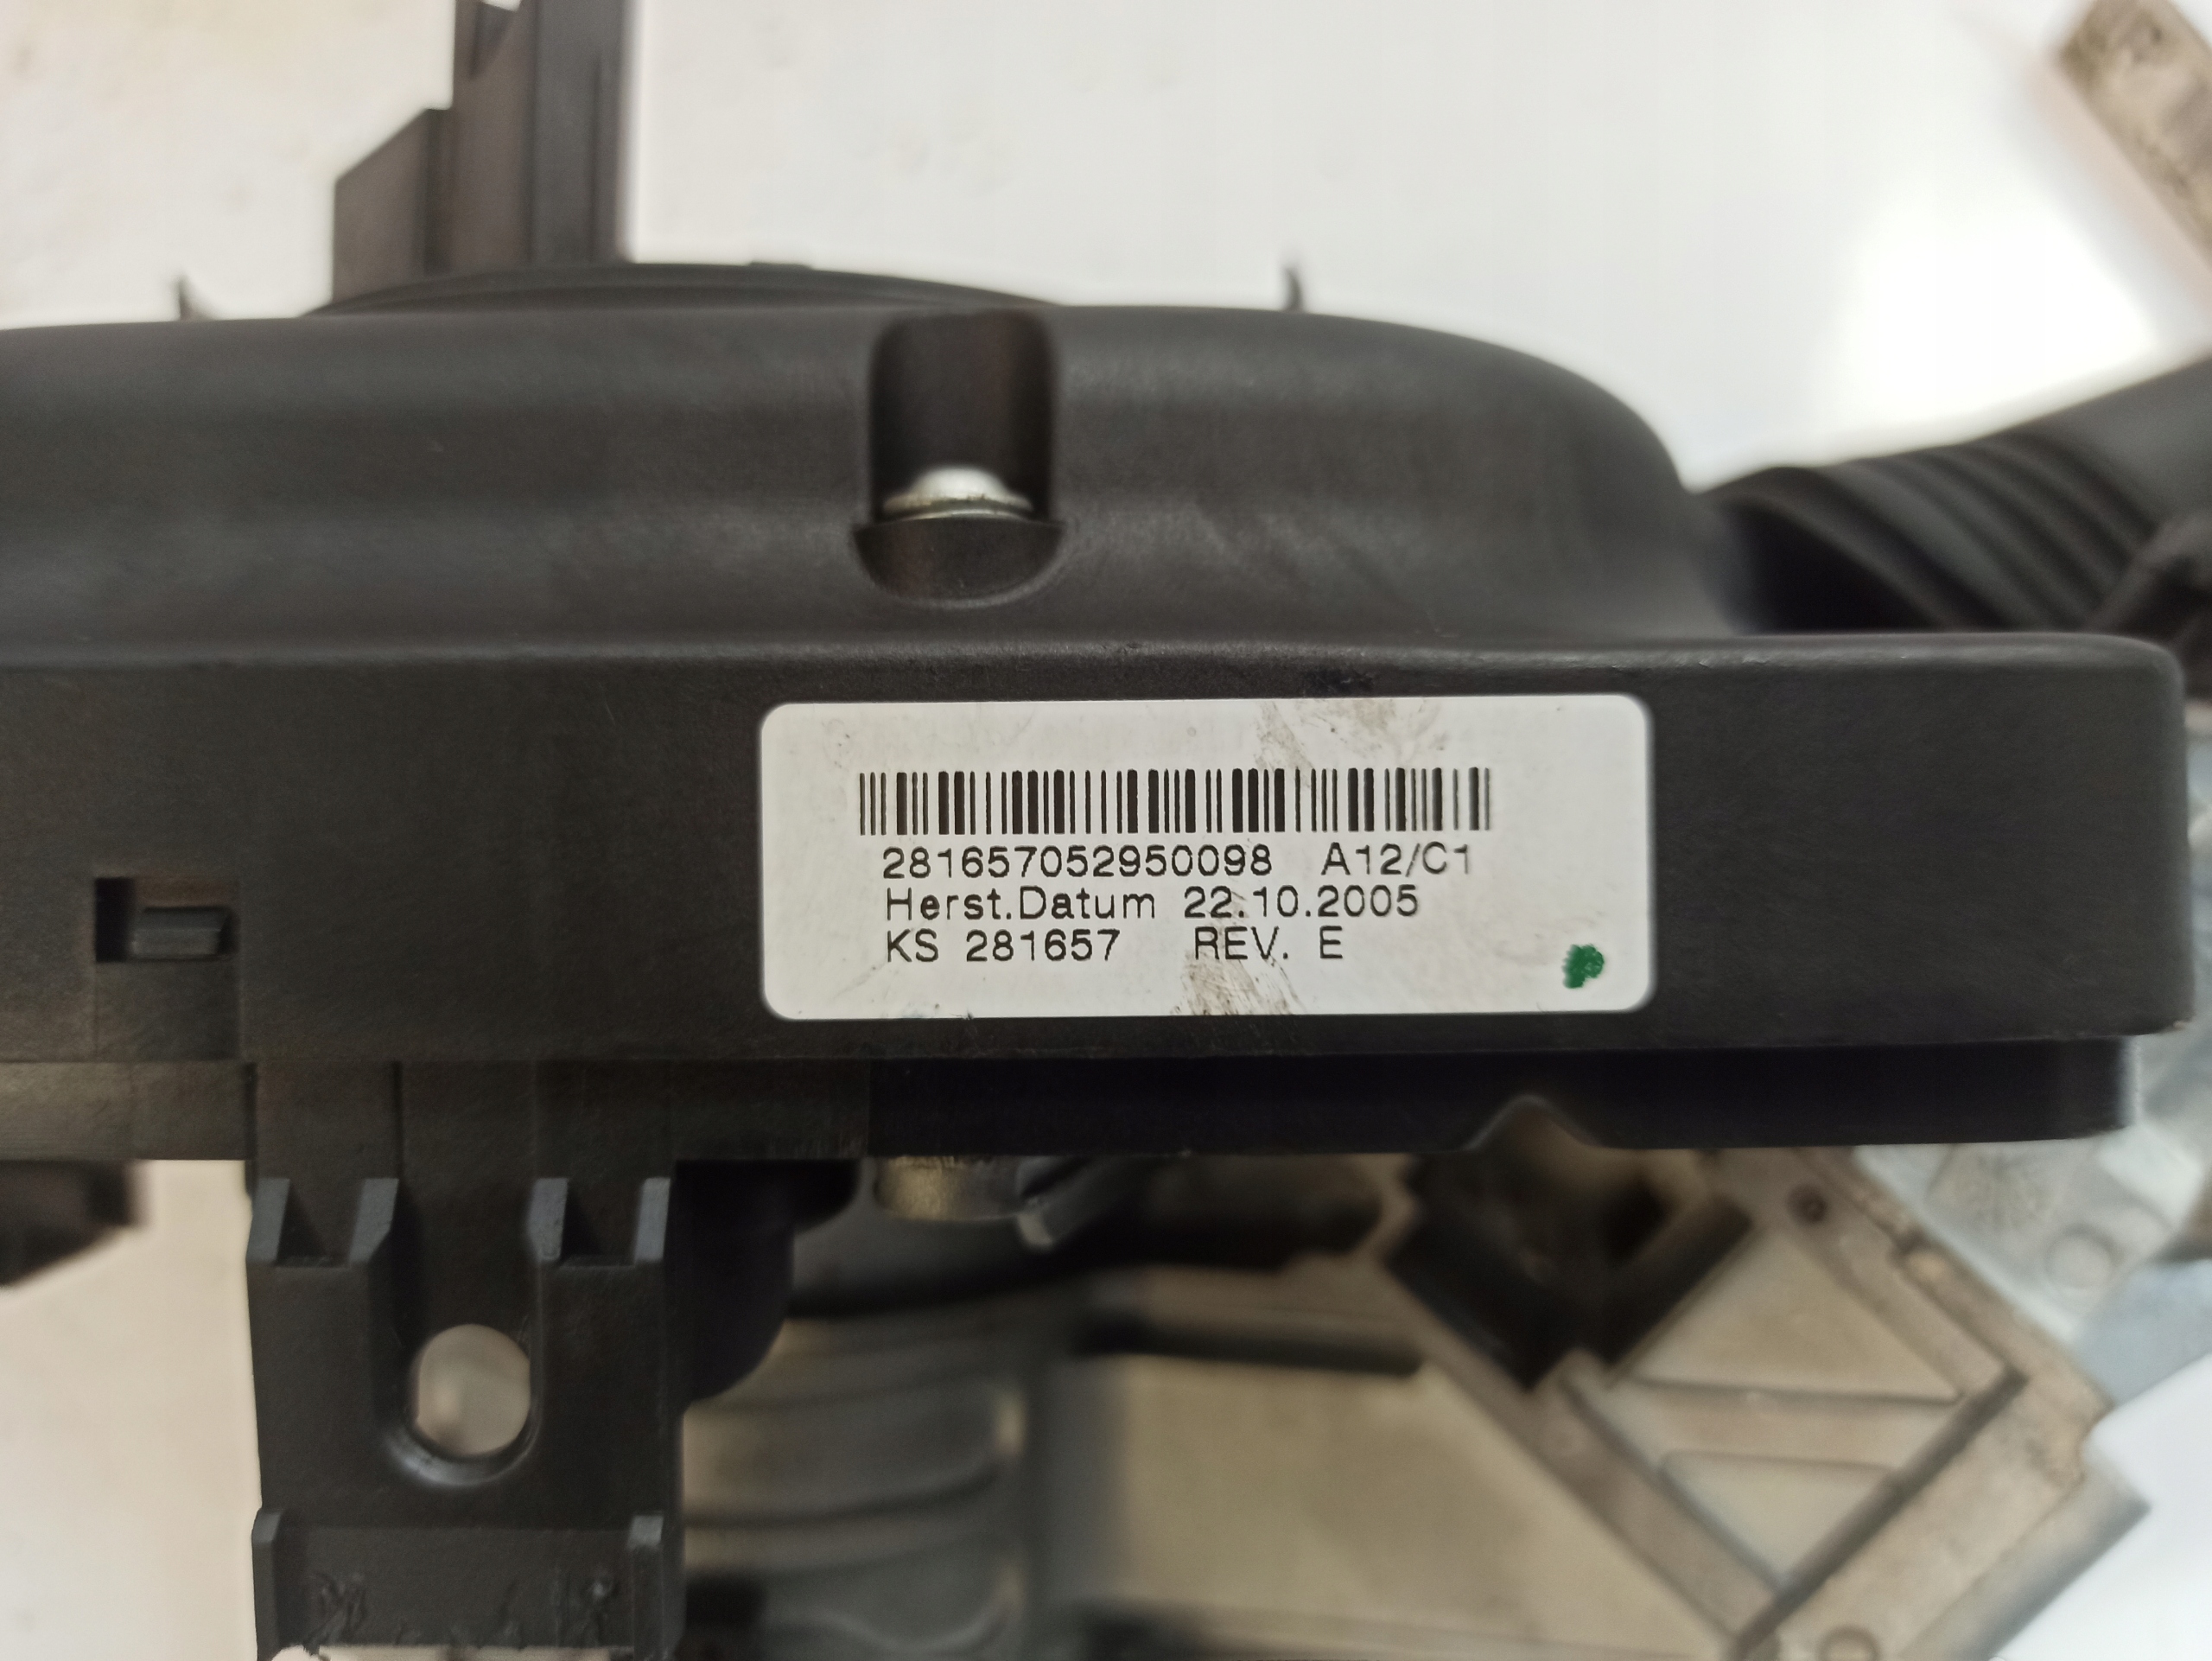 281657052950098 A12/C1
Herst.Datum 22.10.2005
KS 281657 REV. E